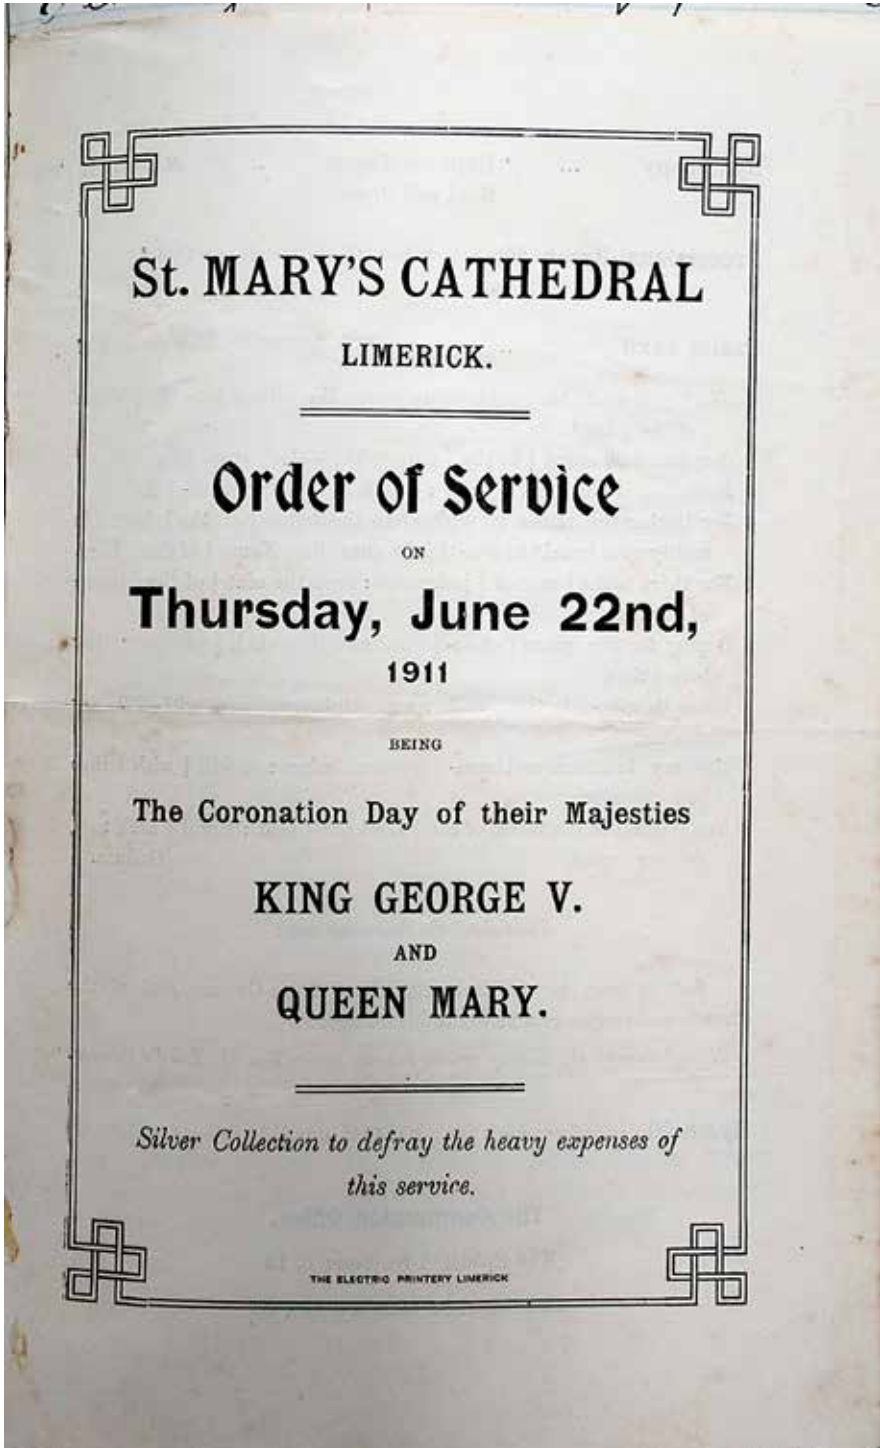 St. MARY'S CATHEDRAL
LIMERICK.
Order of Service
ON
Thursday, June 22nd,
1911
BEING
The Coronation Day of their Majesties
KING GEORGE V.
AND
QUEEN MARY.
Silver Collection to defray the heavy expenses of
this service.
THE ELECTRIC PRINTERY LIMERICK